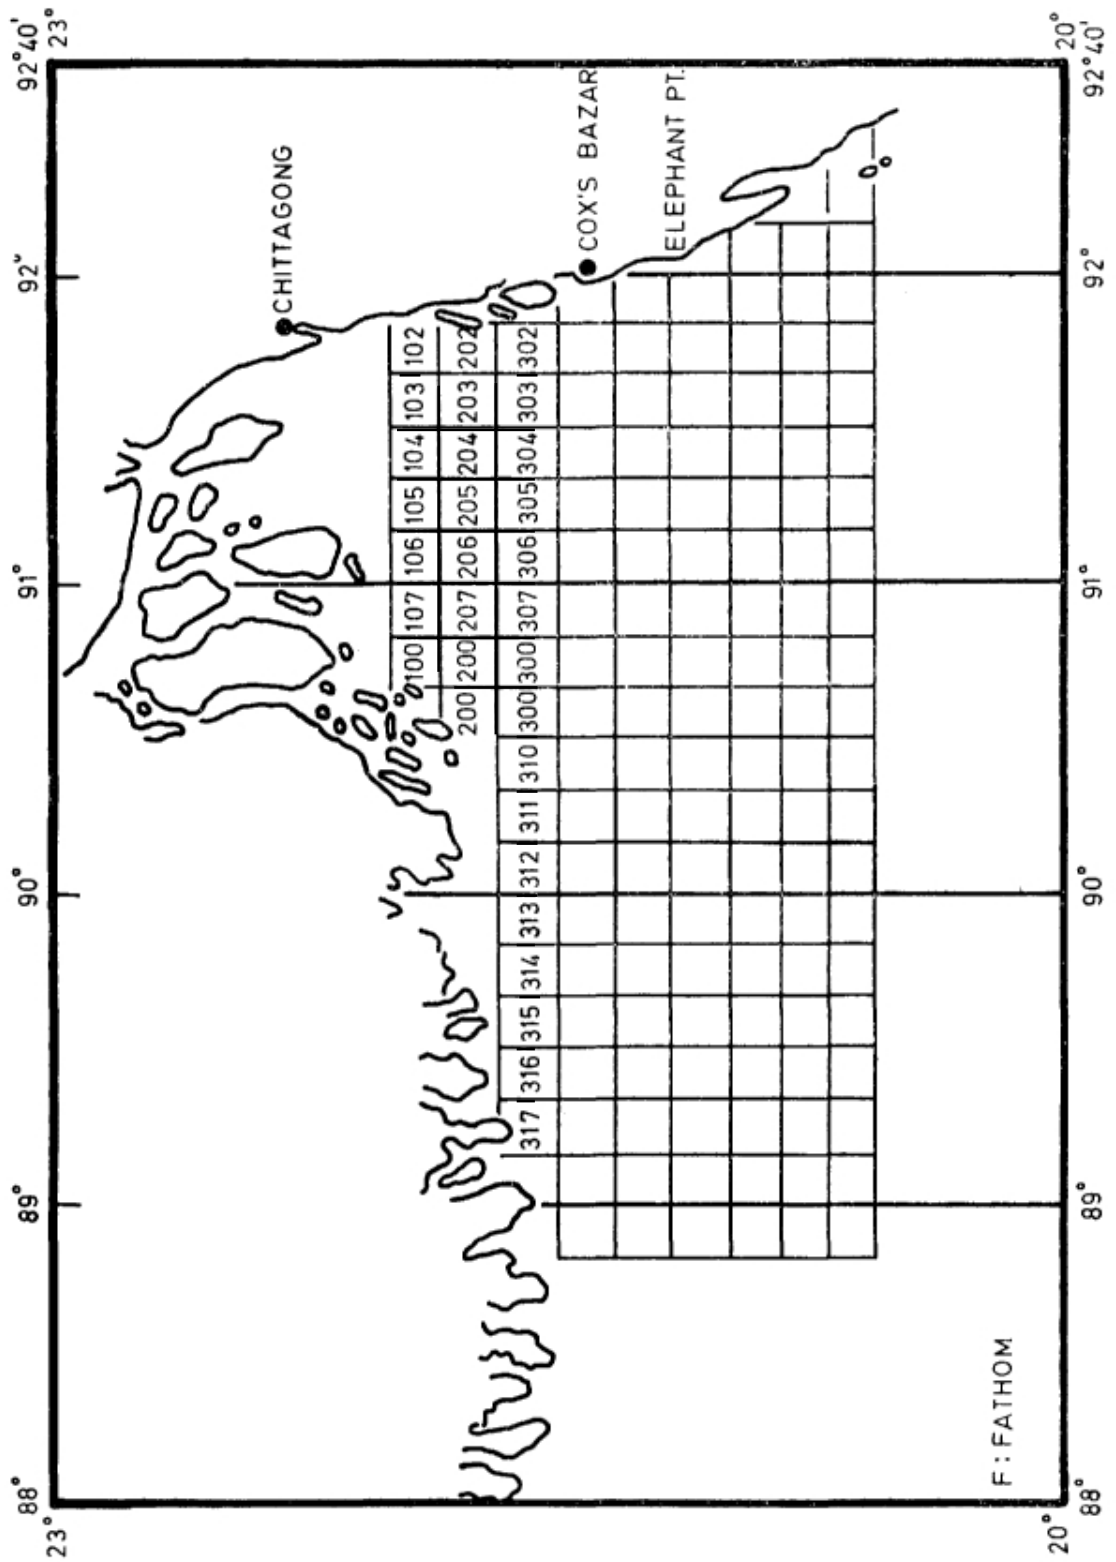 88° 89° 90° 91° 92° 92°40'
23° 23°
CHITTAGONG
100 107 106 105 104 103 102
200 200 207 206 205 204 203 202
317 316 315 314 313 312 311 310 300 300 307 306 305 304 303 302
COX'S BAZAR
ELEPHANT PT.
F : FATHOM
20° 20°
88° 89° 90° 91° 92° 92°40'